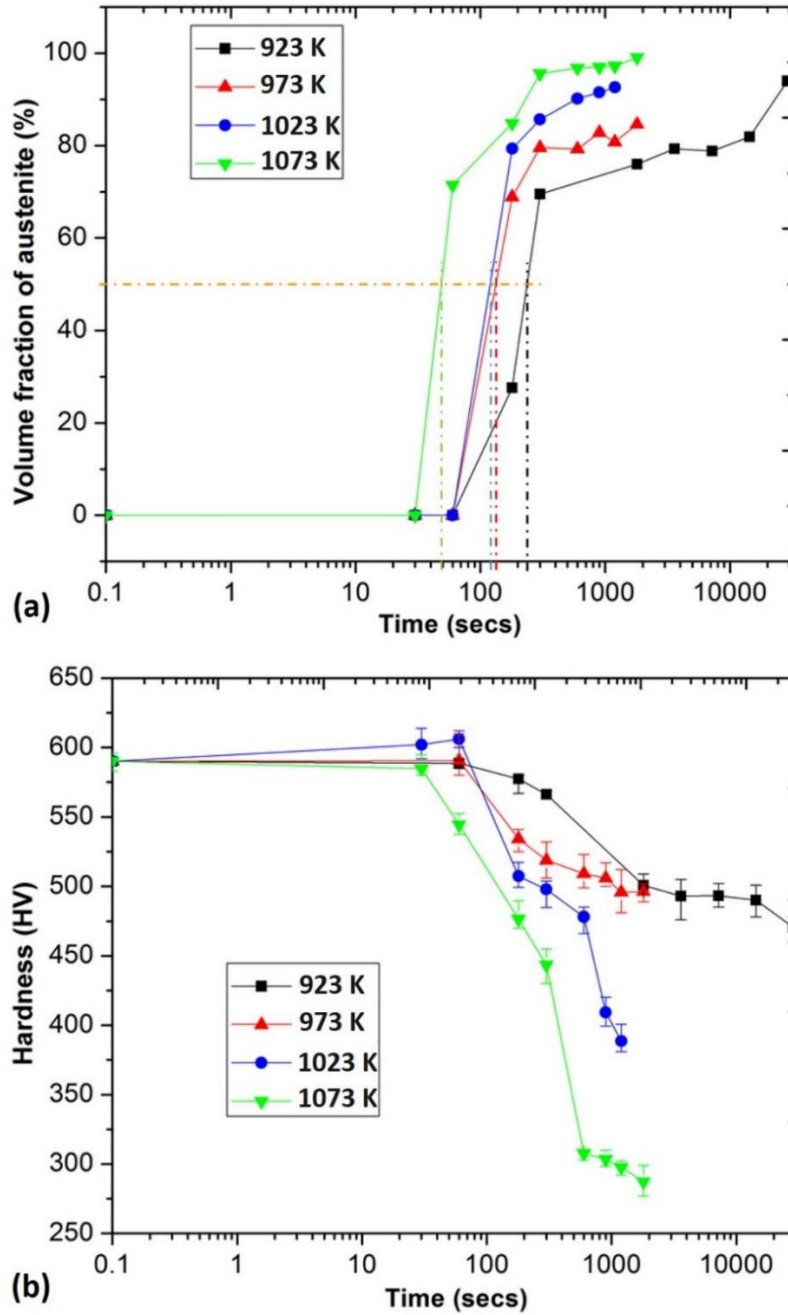 923 K
973 K
1023 K
1073 K
100
80
60
40
20
0
Volume fraction of austenite (%)
0.1 1 10 100 1000 10000
Time (secs)
(a)
650
600
550
500
450
400
350
300
250
Hardness (HV)
923 K
973 K
1023 K
1073 K
0.1 1 10 100 1000 10000
Time (secs)
(b)